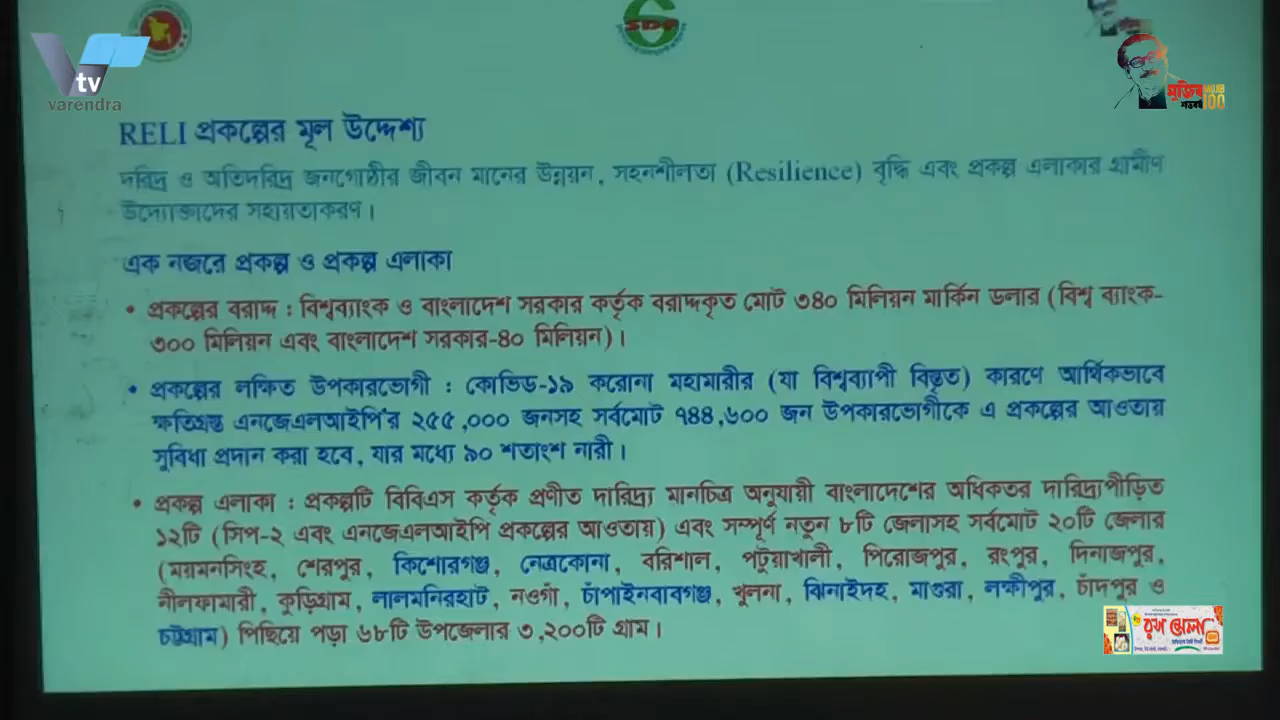 tv
varendra
SDF
মুজিব
শতবর্ষ
100
RELI প্রকল্পের মূল উদ্দেশ্য
দরিদ্র ও অতিদরিদ্র জনগোষ্ঠীর জীবন মানের উন্নয়ন, সহনশীলতা (Resilience) বৃদ্ধি এবং প্রকল্প এলাকার গ্রামীণ
উদ্যোক্তাদের সহায়তাকরণ।
এক নজরে প্রকল্প ও প্রকল্প এলাকা
• প্রকল্পের বরাদ্দ : বিশ্বব্যাংক ও বাংলাদেশ সরকার কর্তৃক বরাদ্দকৃত মোট ৩৪০ মিলিয়ন মার্কিন ডলার (বিশ্ব ব্যাংক-
৩০০ মিলিয়ন এবং বাংলাদেশ সরকার-৪০ মিলিয়ন)।
• প্রকল্পের লক্ষিত উপকারভোগী : কোভিড-১৯ করোনা মহামারীর (যা বিশ্বব্যাপী বিস্তৃত) কারণে আর্থিকভাবে
ক্ষতিগ্রস্ত এনজেএলআইপি'র ২৫৫,০০০ জনসহ সর্বমোট ৭৪৪,৬০০ জন উপকারভোগীকে এ প্রকল্পের আওতায়
সুবিধা প্রদান করা হবে, যার মধ্যে ৯০ শতাংশ নারী।
• প্রকল্প এলাকা : প্রকল্পটি বিবিএস কর্তৃক প্রণীত দারিদ্র্য মানচিত্র অনুযায়ী বাংলাদেশের অধিকতর দারিদ্র্যপীড়িত
১২টি (সিপ-২ এবং এনজেএলআইপি প্রকল্পের আওতায়) এবং সম্পূর্ণ নতুন ৮টি জেলাসহ সর্বমোট ২০টি জেলার
(ময়মনসিংহ, শেরপুর, কিশোরগঞ্জ, নেত্রকোনা, বরিশাল, পটুয়াখালী, পিরোজপুর, রংপুর, দিনাজপুর,
নীলফামারী, কুড়িগ্রাম, লালমনিরহাট, নওগাঁ, চাঁপাইনবাবগঞ্জ, খুলনা, ঝিনাইদহ, মাগুরা, লক্ষীপুর, চাঁদপুর ও
চট্টগ্রাম) পিছিয়ে পড়া ৬৮টি উপজেলার ৩,২০০টি গ্রাম।